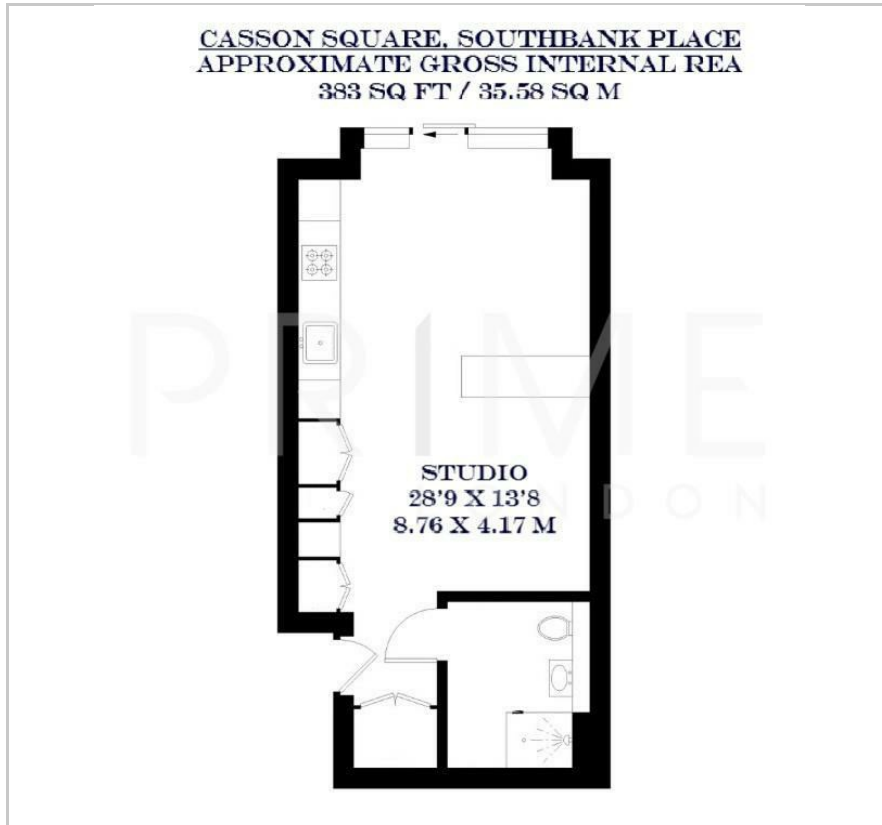 CASSON SQUARE, SOUTHBANK PLACE
APPROXIMATE GROSS INTERNAL REA
383 SQ FT / 35.58 SQ M
PRIME
STUDIO
28'9 X 13'8
8.76 X 4.17 M